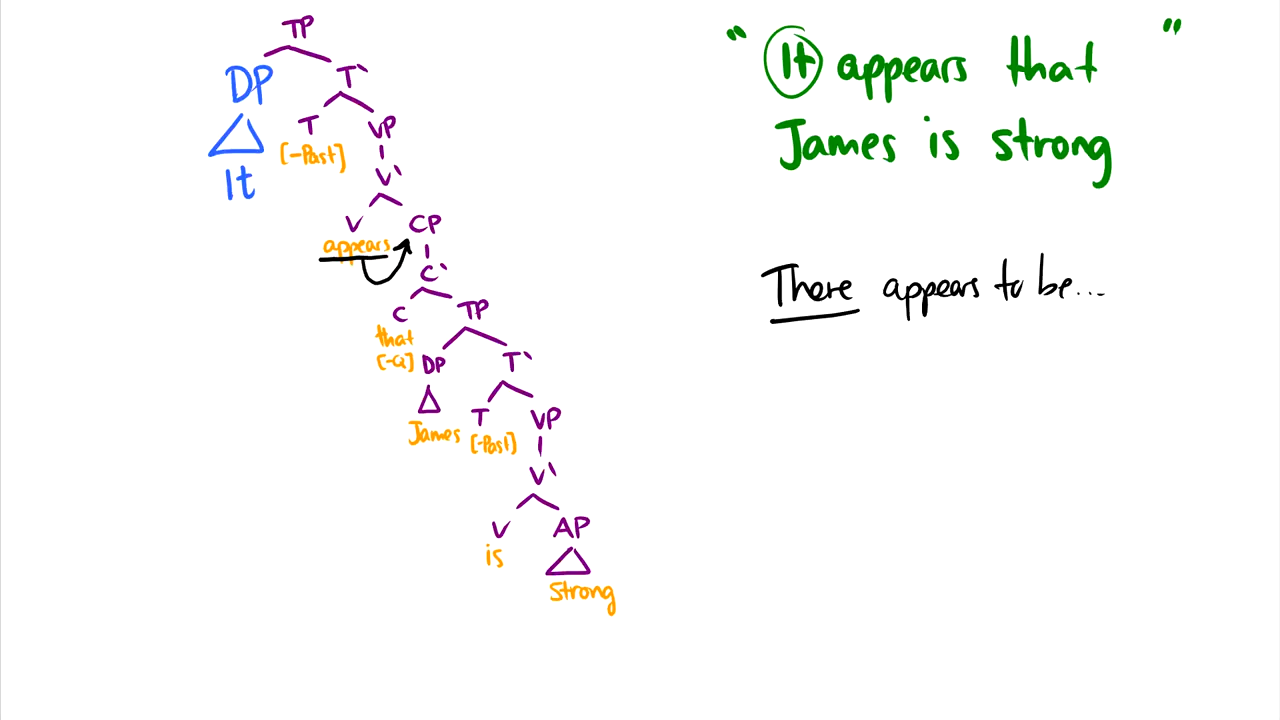 TP
DP T`
It
T VP
[-Past]
V`
V CP
appears
C`
C TP
that
[-Q] DP T`
James
T VP
[-Past]
V`
V AP
is
strong
" It appears that "
James is strong
There appears to be...